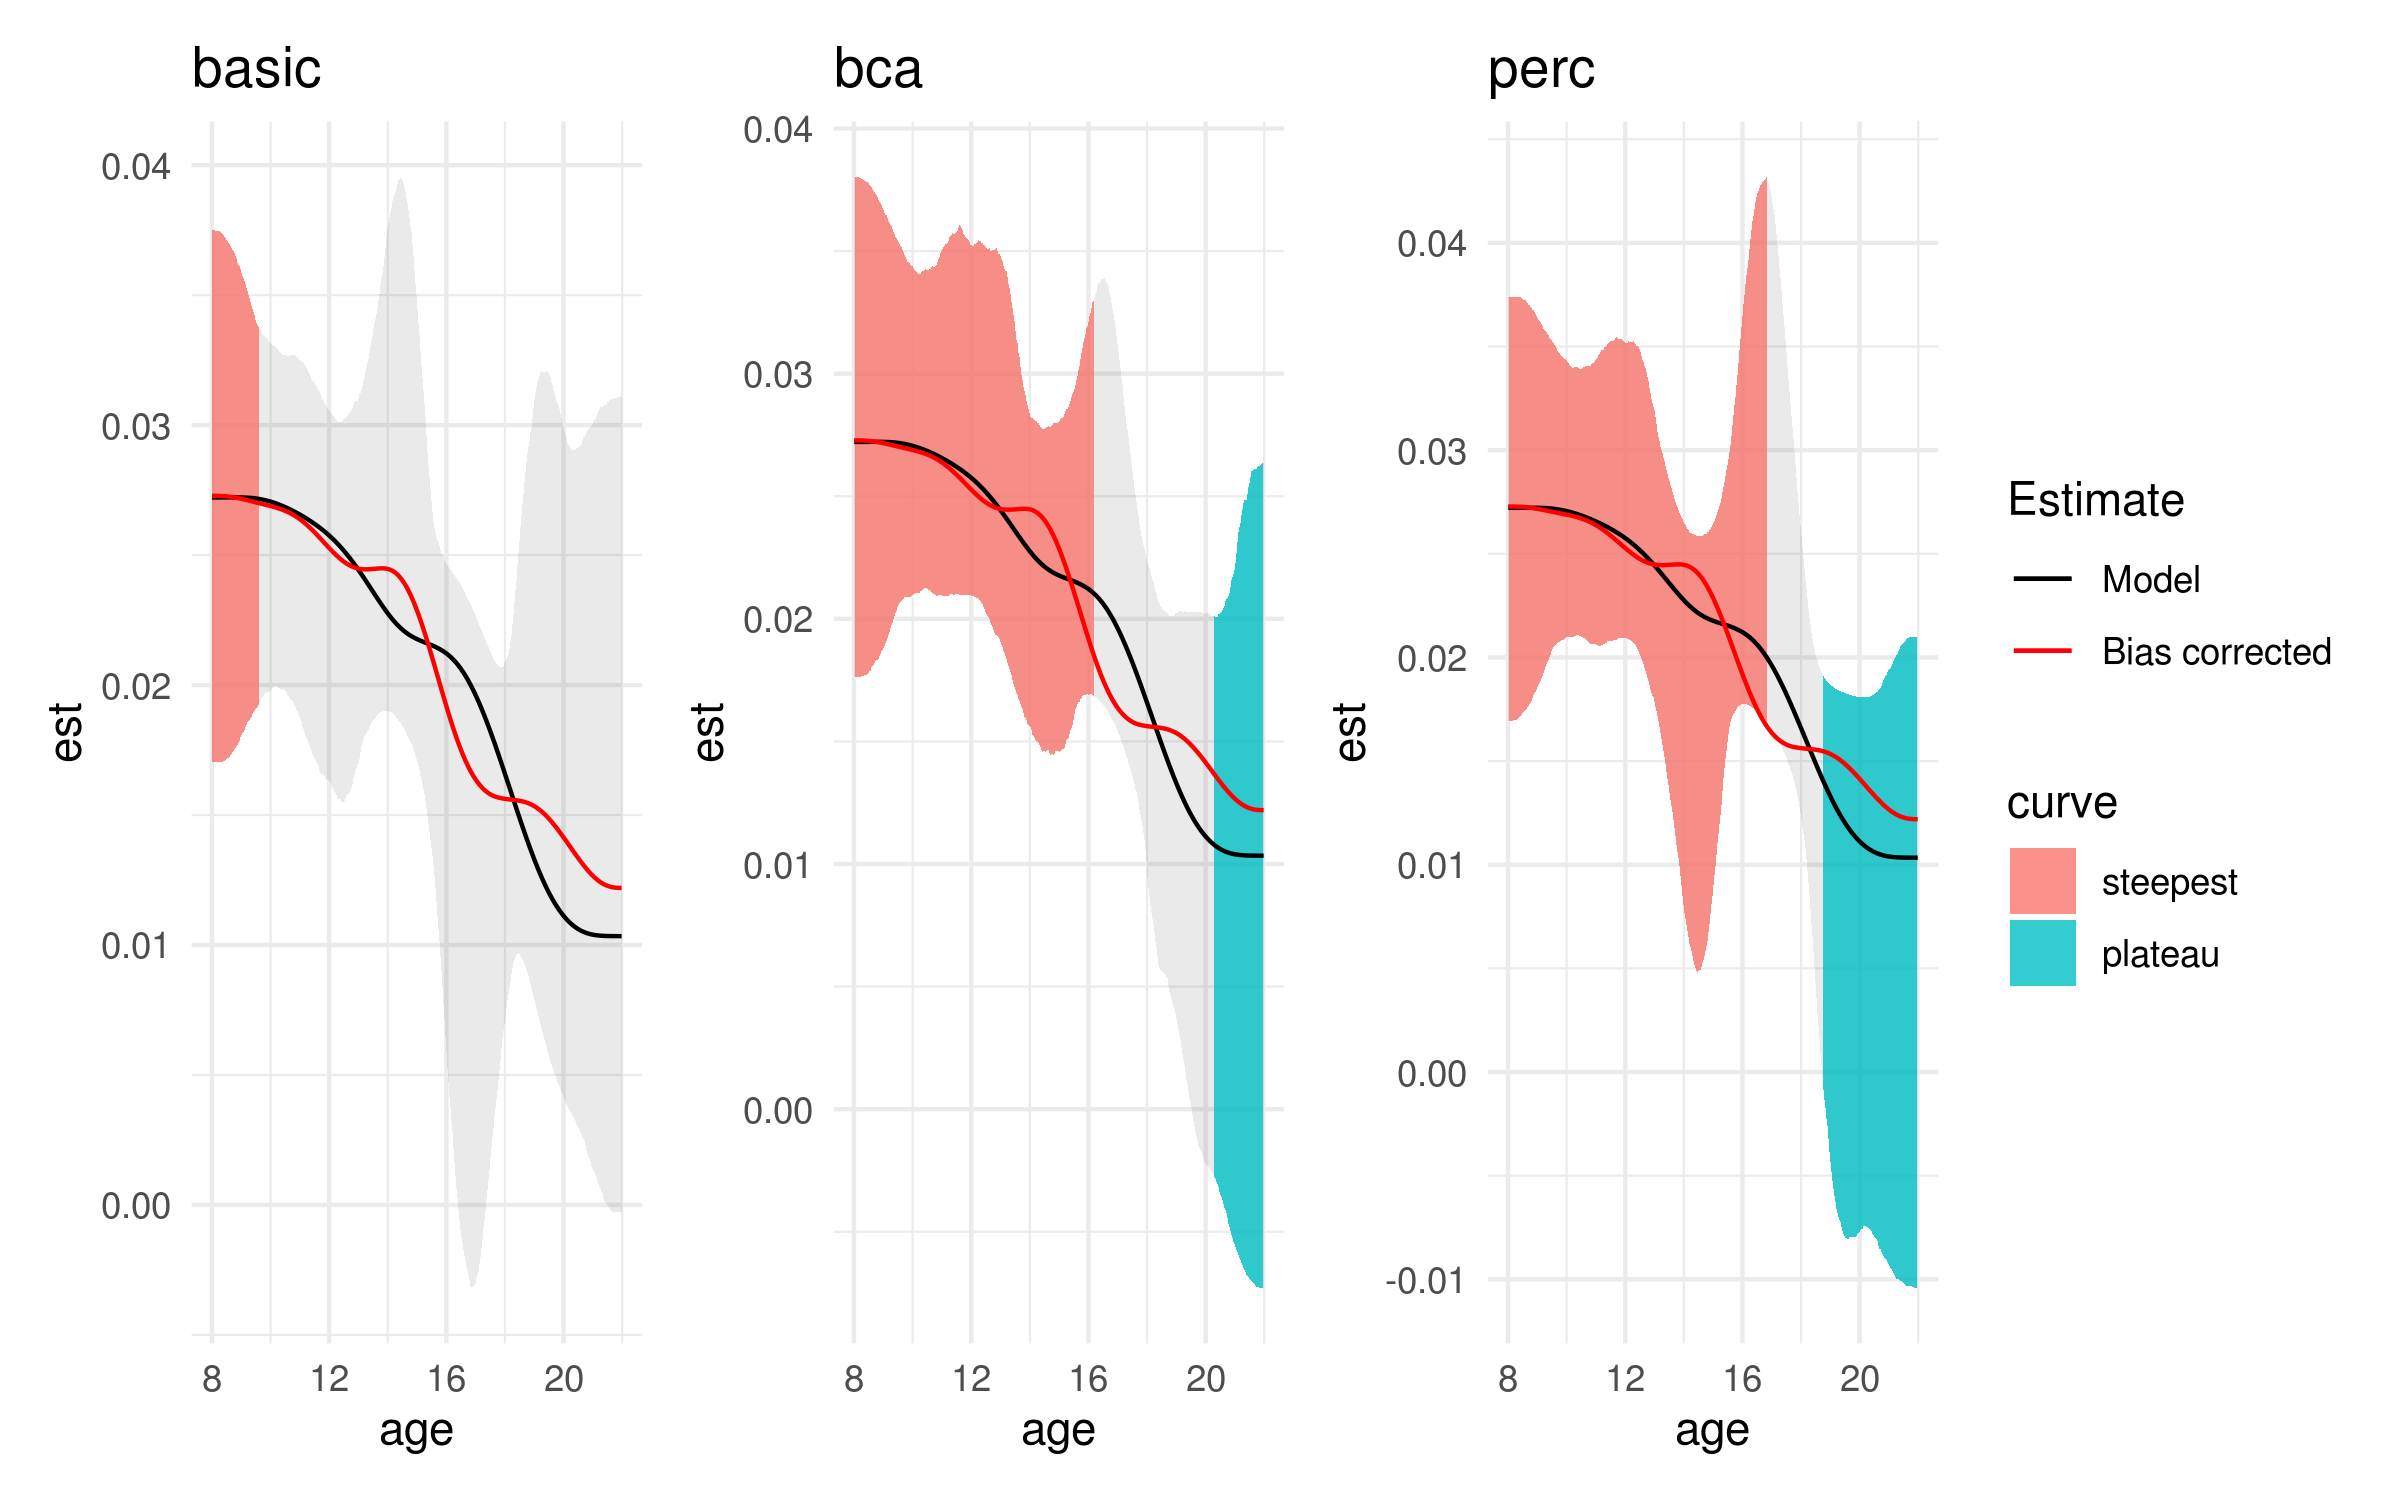 basic
bca
perc
0.04
0.03
0.02
0.01
0.00
est
8 12 16 20
age
0.04
0.03
0.02
0.01
0.00
est
8 12 16 20
age
0.04
0.03
0.02
0.01
0.00
-0.01
est
8 12 16 20
age
Estimate
Model
Bias corrected
curve
steepest
plateau